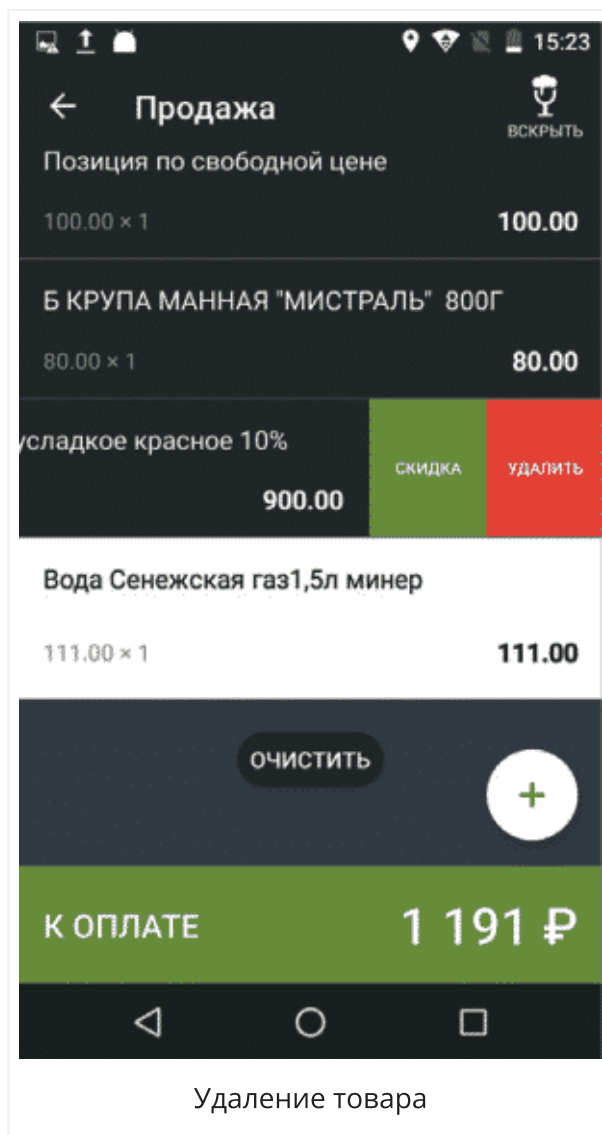 15:23
Продажа
ВСКРЫТЬ
Позиция по свободной цене
100.00 × 1 100.00
Б КРУПА МАННАЯ "МИСТРАЛЬ" 800Г
80.00 × 1 80.00
усладкое красное 10%
СКИДКА УДАЛИТЬ
900.00
Вода Сенежская газ1,5л минер
111.00 × 1 111.00
ОЧИСТИТЬ
+
К ОПЛАТЕ 1 191 ₽
Удаление товара